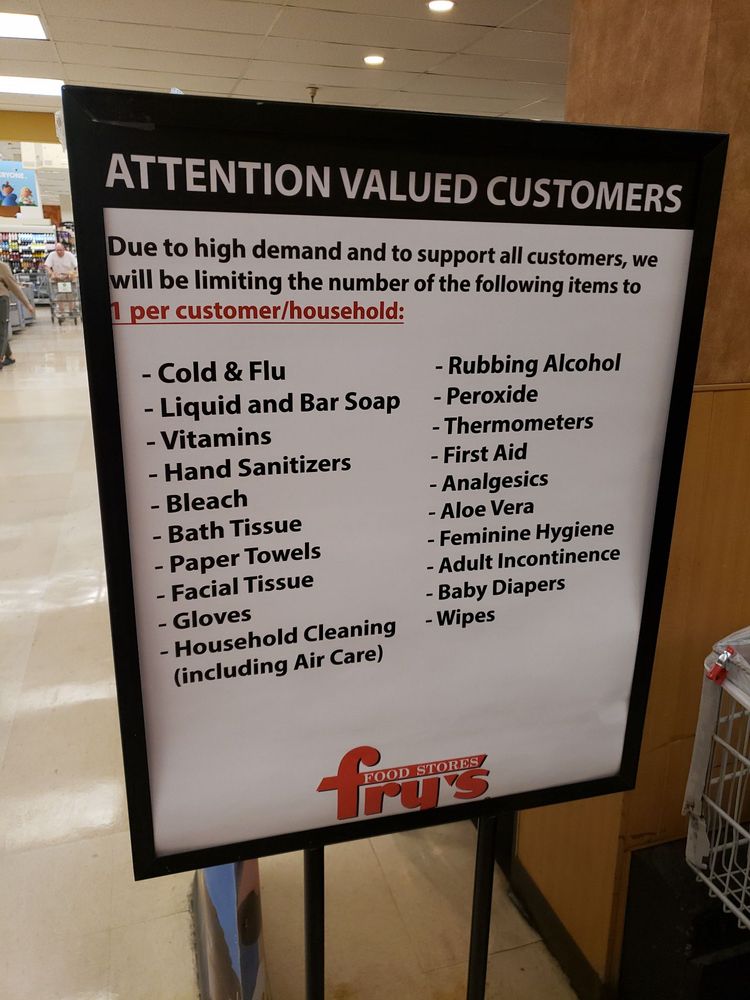 ATTENTION VALUED CUSTOMERS
Due to high demand and to support all customers, we
will be limiting the number of the following items to
1 per customer/household:
- Cold & Flu
- Liquid and Bar Soap
- Vitamins
- Hand Sanitizers
- Bleach
- Bath Tissue
- Paper Towels
- Facial Tissue
- Gloves
- Household Cleaning
(including Air Care)
- Rubbing Alcohol
- Peroxide
- Thermometers
- First Aid
- Analgesics
- Aloe Vera
- Feminine Hygiene
- Adult Incontinence
- Baby Diapers
- Wipes
fry's
FOOD STORES